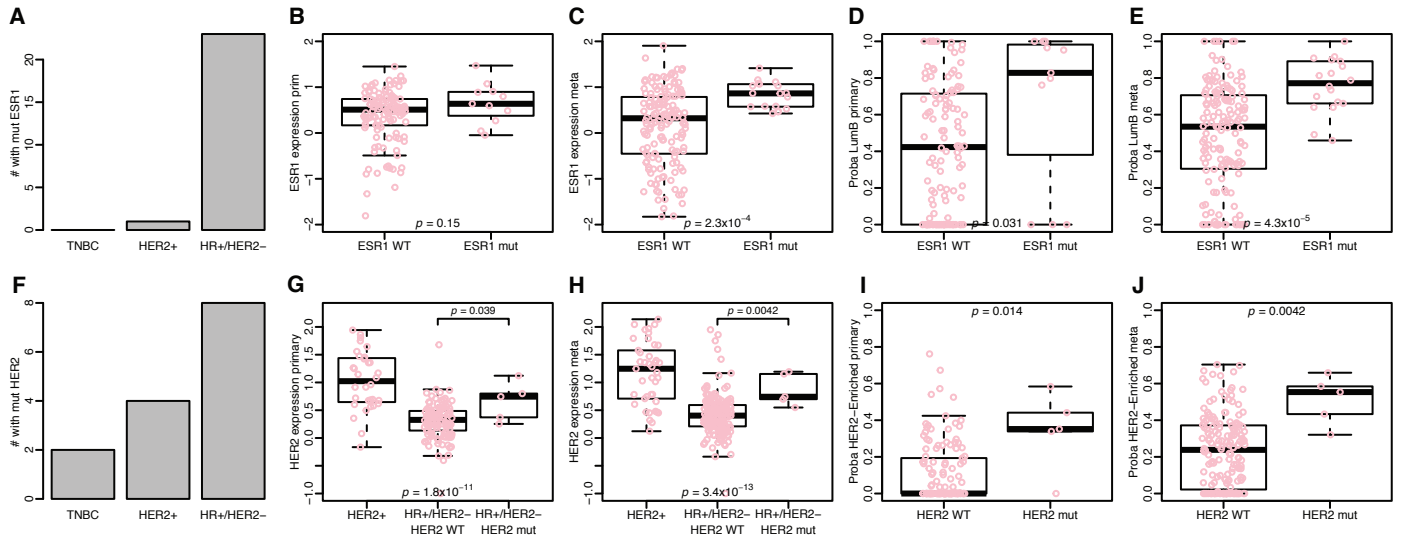 A
# with mut ESR1
0 5 10 15 20
TNBC HER2+ HR+/HER2−
B
ESR1 expression prim
−2 −1 0 1 2
p = 0.15
ESR1 WT ESR1 mut
C
ESR1 expression meta
−2 −1 0 1 2
p = 2.3x10−4
ESR1 WT ESR1 mut
D
Proba LumB primary
0.0 0.2 0.4 0.6 0.8 1.0
p = 0.031
ESR1 WT ESR1 mut
E
Proba LumB meta
0.0 0.2 0.4 0.6 0.8 1.0
p = 4.3x10−5
ESR1 WT ESR1 mut
F
# with mut HER2
0 2 4 6 8
TNBC HER2+ HR+/HER2−
G
HER2 expression primary
−1.0 0.0 0.5 1.0 1.5 2.0
p = 0.039
p = 1.8x10−11
HER2+ HR+/HER2− HR+/HER2−
HER2 WT HER2 mut
H
HER2 expression meta
−1.0 0.0 0.5 1.0 1.5 2.0
p = 0.0042
p = 3.4x10−13
HER2+ HR+/HER2− HR+/HER2−
HER2 WT HER2 mut
I
Proba HER2−Enriched primary
0.0 0.2 0.4 0.6 0.8 1.0
p = 0.014
HER2 WT HER2 mut
J
Proba HER2−Enriched meta
0.0 0.2 0.4 0.6 0.8 1.0
p = 0.0042
HER2 WT HER2 mut